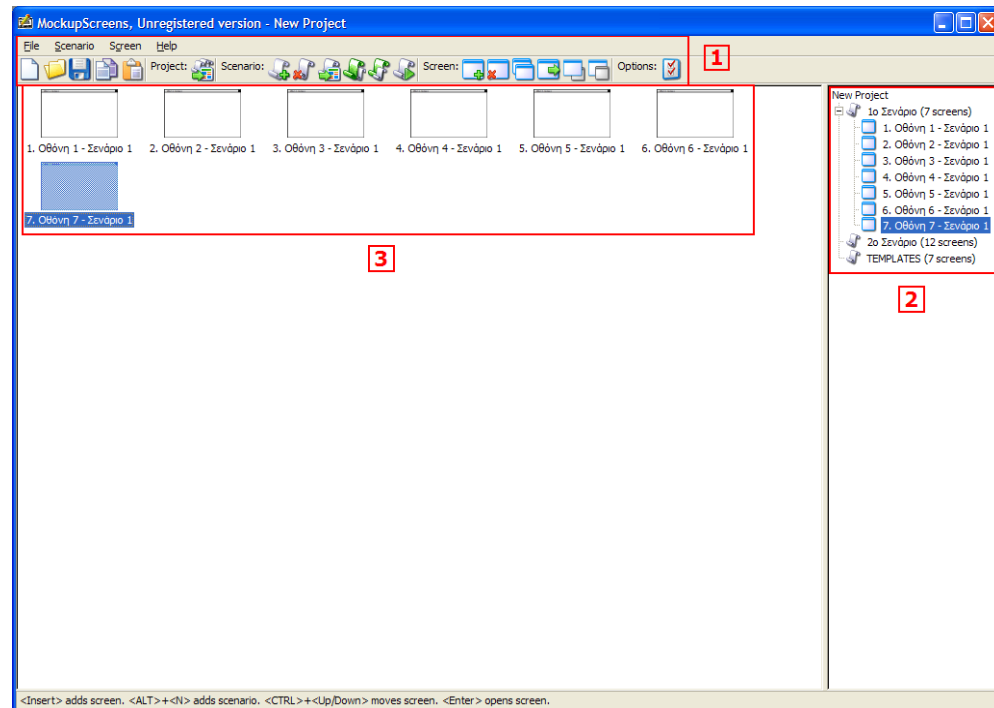 MockupScreens, Unregistered version - New Project
File Scenario Screen Help
Project: Scenario: Screen: Options:
1
1. Οθόνη 1 - Σενάριο 1 2. Οθόνη 2 - Σενάριο 1 3. Οθόνη 3 - Σενάριο 1 4. Οθόνη 4 - Σενάριο 1 5. Οθόνη 5 - Σενάριο 1 6. Οθόνη 6 - Σενάριο 1
7. Οθόνη 7 - Σενάριο 1
3
New Project
1ο Σενάριο (7 screens)
1. Οθόνη 1 - Σενάριο 1
2. Οθόνη 2 - Σενάριο 1
3. Οθόνη 3 - Σενάριο 1
4. Οθόνη 4 - Σενάριο 1
5. Οθόνη 5 - Σενάριο 1
6. Οθόνη 6 - Σενάριο 1
7. Οθόνη 7 - Σενάριο 1
2ο Σενάριο (12 screens)
TEMPLATES (7 screens)
2
<Insert> adds screen. <ALT>+<N> adds scenario. <CTRL>+<Up/Down> moves screen. <Enter> opens screen.